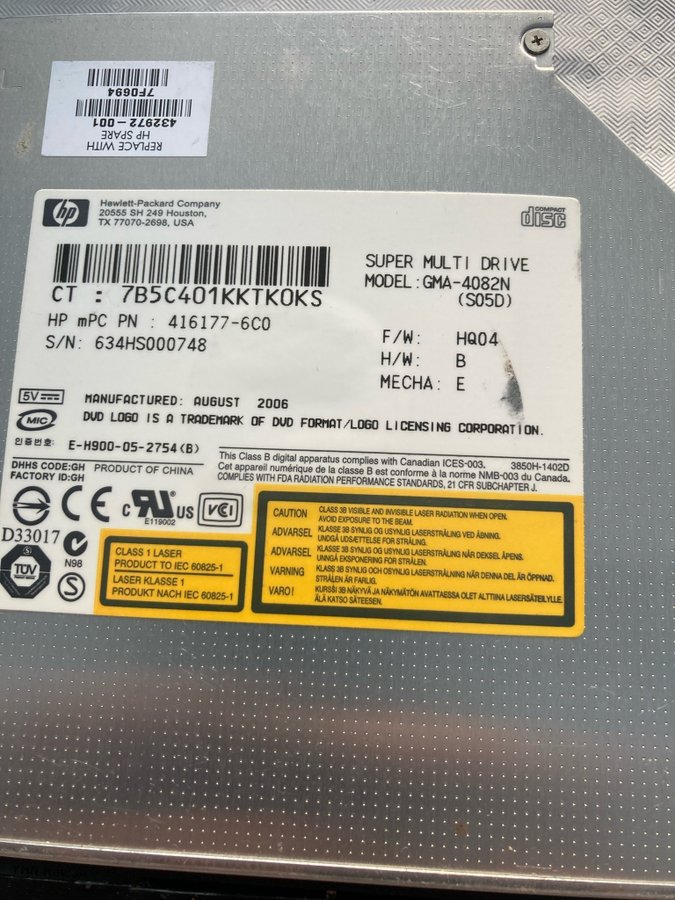 REPLACE WITH
HP SPARE
432972-001
7F0694
hp
Hewlett-Packard Company
20555 SH 249 Houston,
TX 77070-2698, USA
COMPACT
disc
CT : 7B5C401KKTK0KS
HP mPC PN : 416177-6C0
S/N: 634HS000748
SUPER MULTI DRIVE
MODEL:GMA-4082N
(S05D)
F/W: HQ04
H/W: B
MECHA: E
5V
MANUFACTURED: AUGUST 2006
DVD LOGO IS A TRADEMARK OF DVD FORMAT/LOGO LICENSING CORPORATION.
MIC
인증번호: E-H900-05-2754(B)
DHHS CODE:GH PRODUCT OF CHINA
FACTORY ID:GH
This Class B digital apparatus complies with Canadian ICES-003. 3850H-1402D
Cet appareil numérique de la classe B est conforme à la norme NMB-003 du Canada.
COMPLIES WITH FDA RADIATION PERFORMANCE STANDARDS, 21 CFR SUBCHAPTER J.
CE
c RU US
E119002
VCI
D33017
N98
TÜV
S
CLASS 1 LASER
PRODUCT TO IEC 60825-1
LASER KLASSE 1
PRODUKT NACH IEC 60825-1
CAUTION CLASS 3B VISIBLE AND INVISIBLE LASER RADIATION WHEN OPEN.
AVOID EXPOSURE TO THE BEAM.
ADVARSEL KLASSE 3B SYNLIG OG USYNLIG LASERSTRÅLING VED ÅBNING.
UNDGÅ UDSÆTTELSE FOR STRÅLING.
ADVARSEL KLASSE 3B SYNLIG OG USYNLIG LASERSTRÅLING NÅR DEKSEL ÅPENS.
UNNGÅ EKSPONERING FOR STRÅLEN.
VARNING KLASS 3B SYNLIG OCH OSYNLIG LASERSTRÅLNING NÄR DENNA DEL ÄR ÖPPNAD.
STRÅLEN ÄR FARLIG.
VARO! KURSSI 3B NÄKYVÄ JA NÄKYMÄTÖN AVATTAESSA OLET ALTTIINA LASERSÄTEILYLLE.
ÄLÄ KATSO SÄTEESEEN.